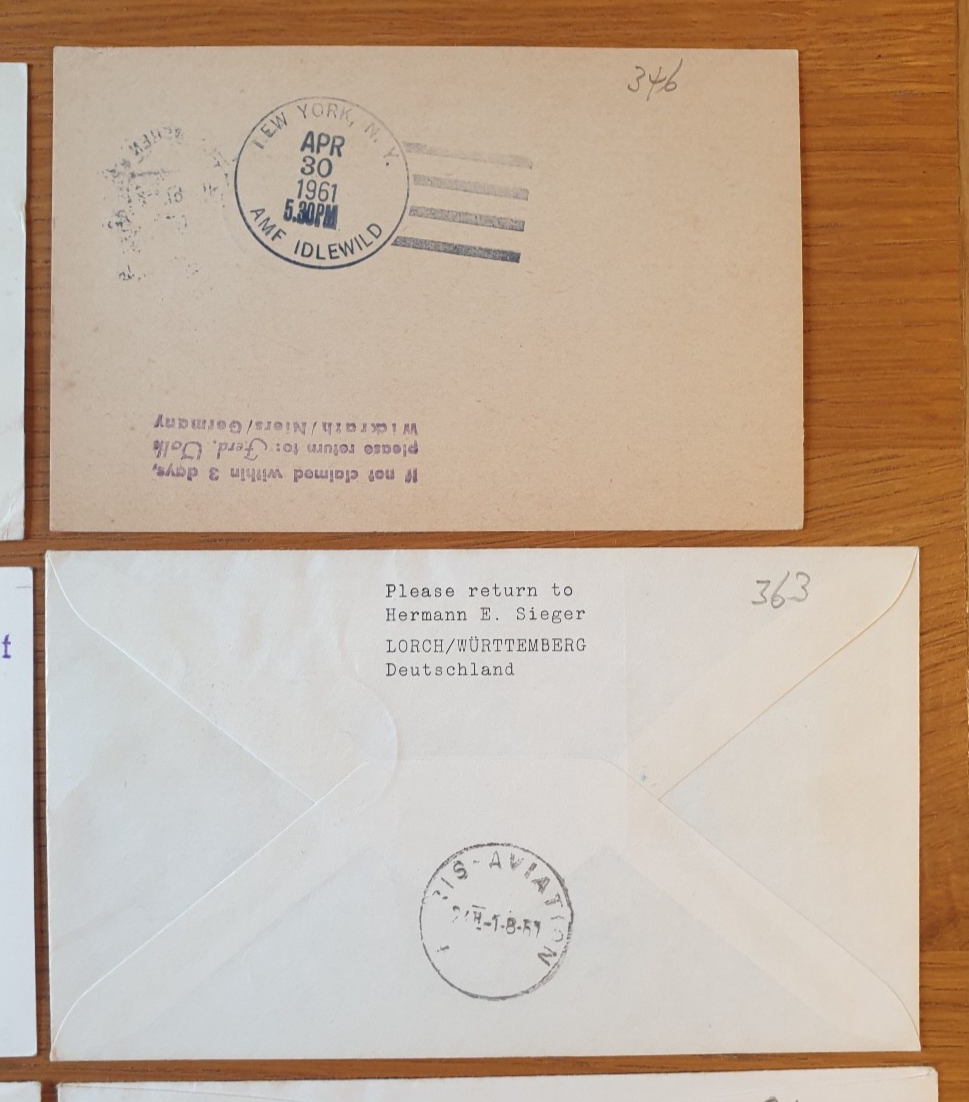 346
NEW YORK, N. Y.
APR
30
1961
5.30PM
AMF IDLEWILD
If not claimed within 3 days,
please return to: Ferd. Volk
Wickrath/Niers/Germany
t
Please return to
Hermann E. Sieger
LORCH/WÜRTTEMBERG
Deutschland
363
RIS-AVIATION